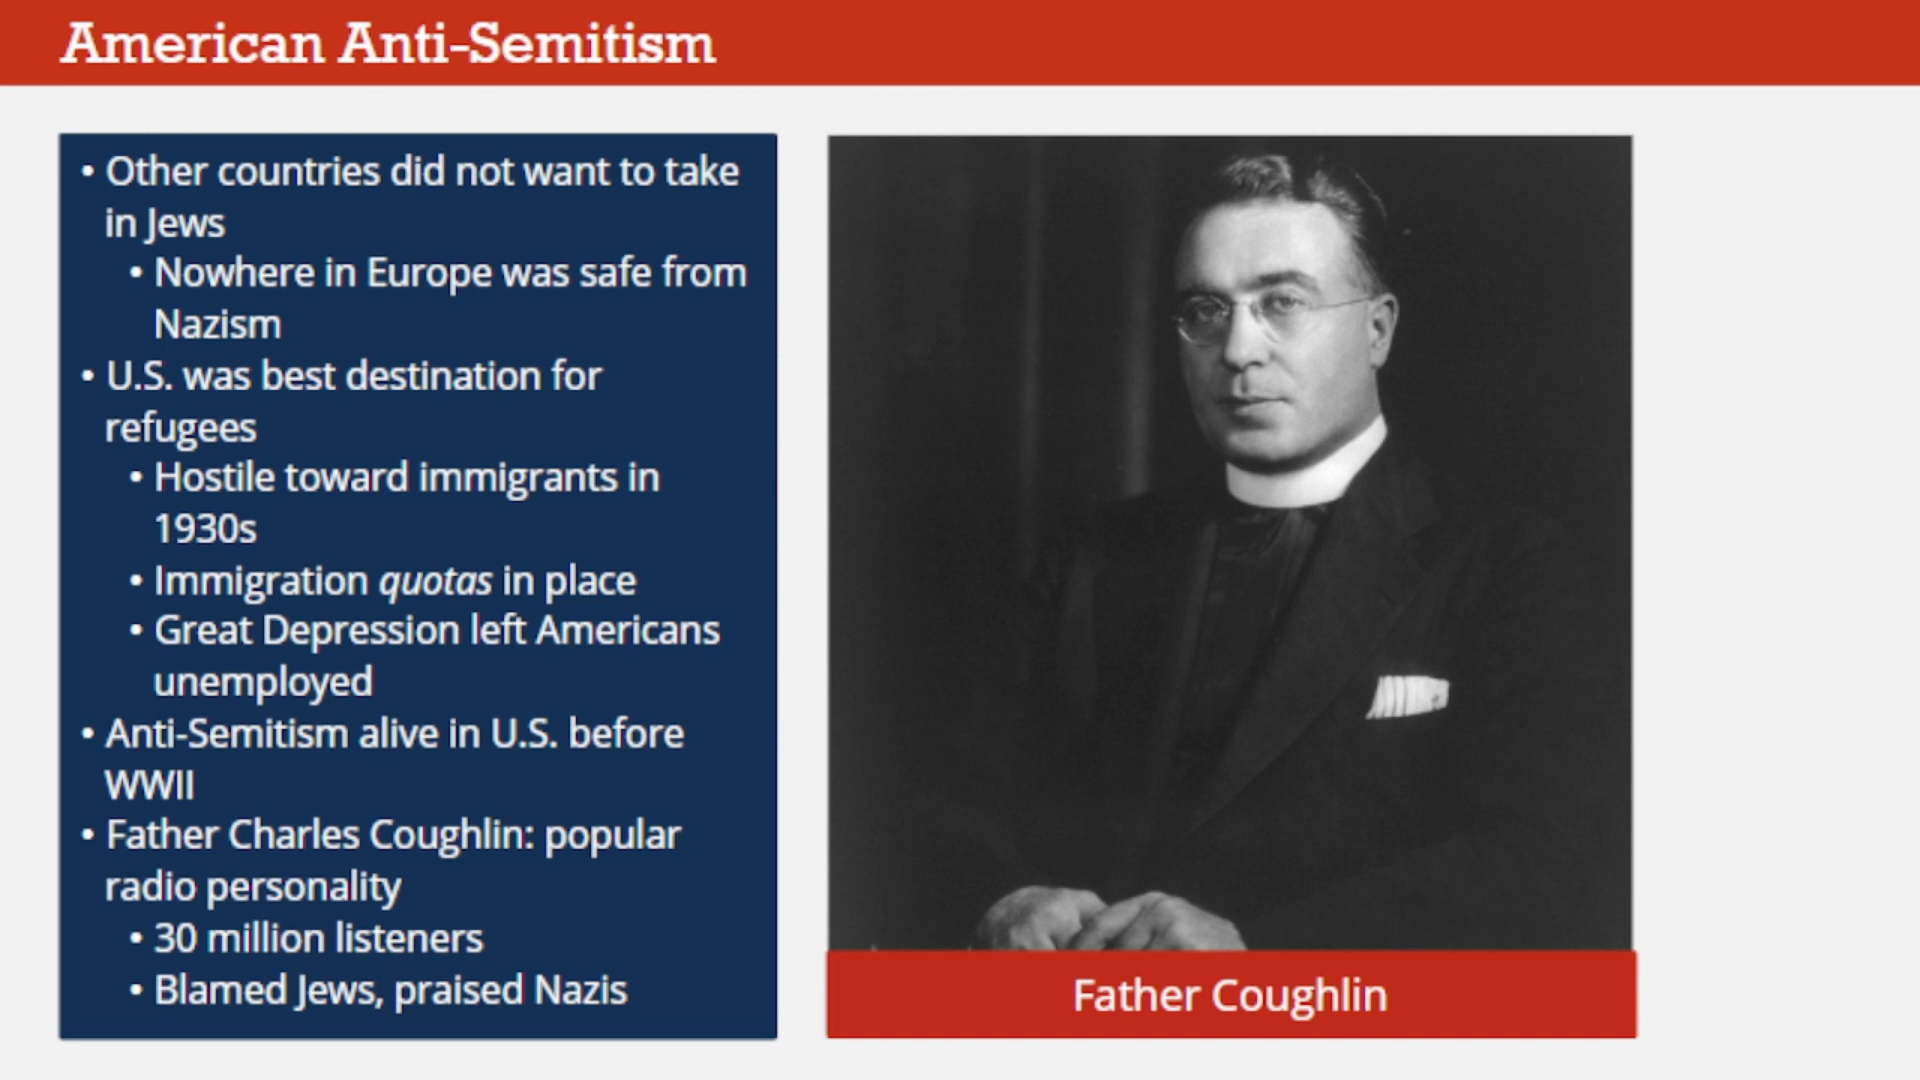 American Anti-Semitism
• Other countries did not want to take
in Jews
• Nowhere in Europe was safe from
Nazism
• U.S. was best destination for
refugees
• Hostile toward immigrants in
1930s
• Immigration quotas in place
• Great Depression left Americans
unemployed
• Anti-Semitism alive in U.S. before
WWII
• Father Charles Coughlin: popular
radio personality
• 30 million listeners
• Blamed Jews, praised Nazis
Father Coughlin